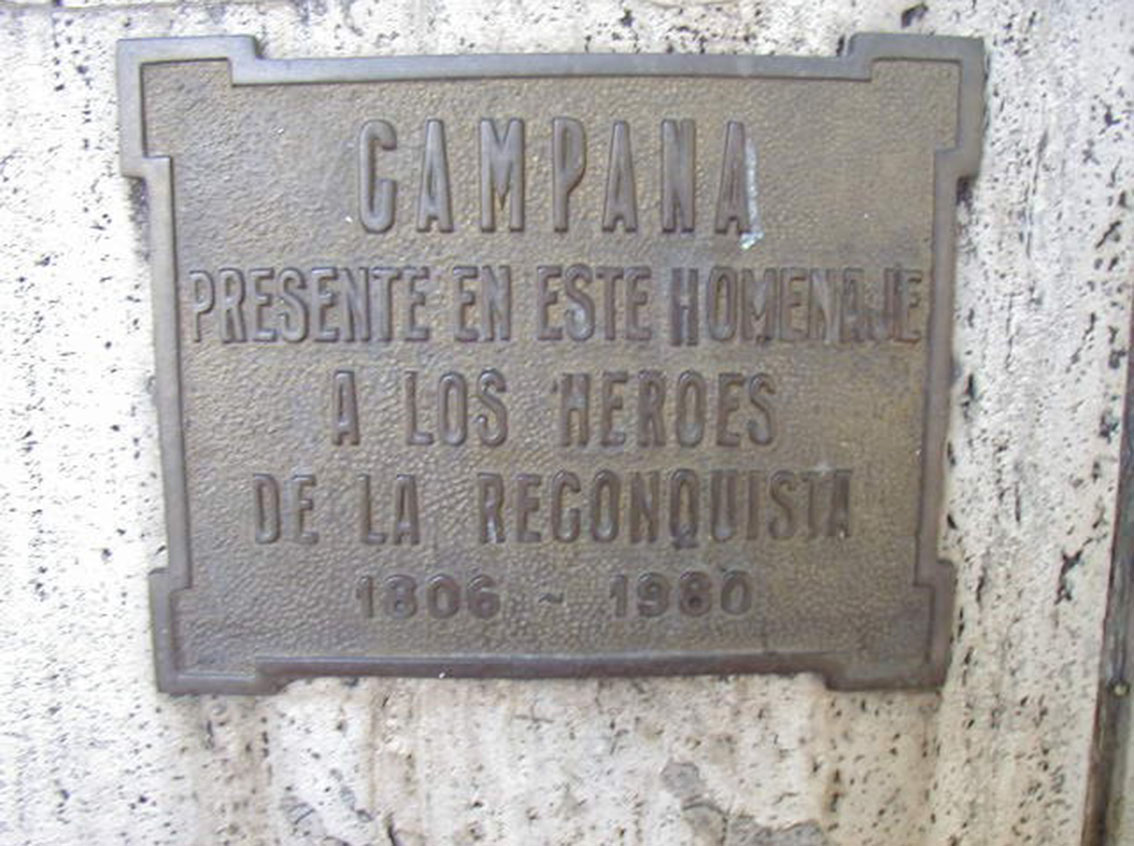 CAMPANA
PRESENTE EN ESTE HOMENAJE
A LOS HEROES
DE LA RECONQUISTA
1806 - 1980